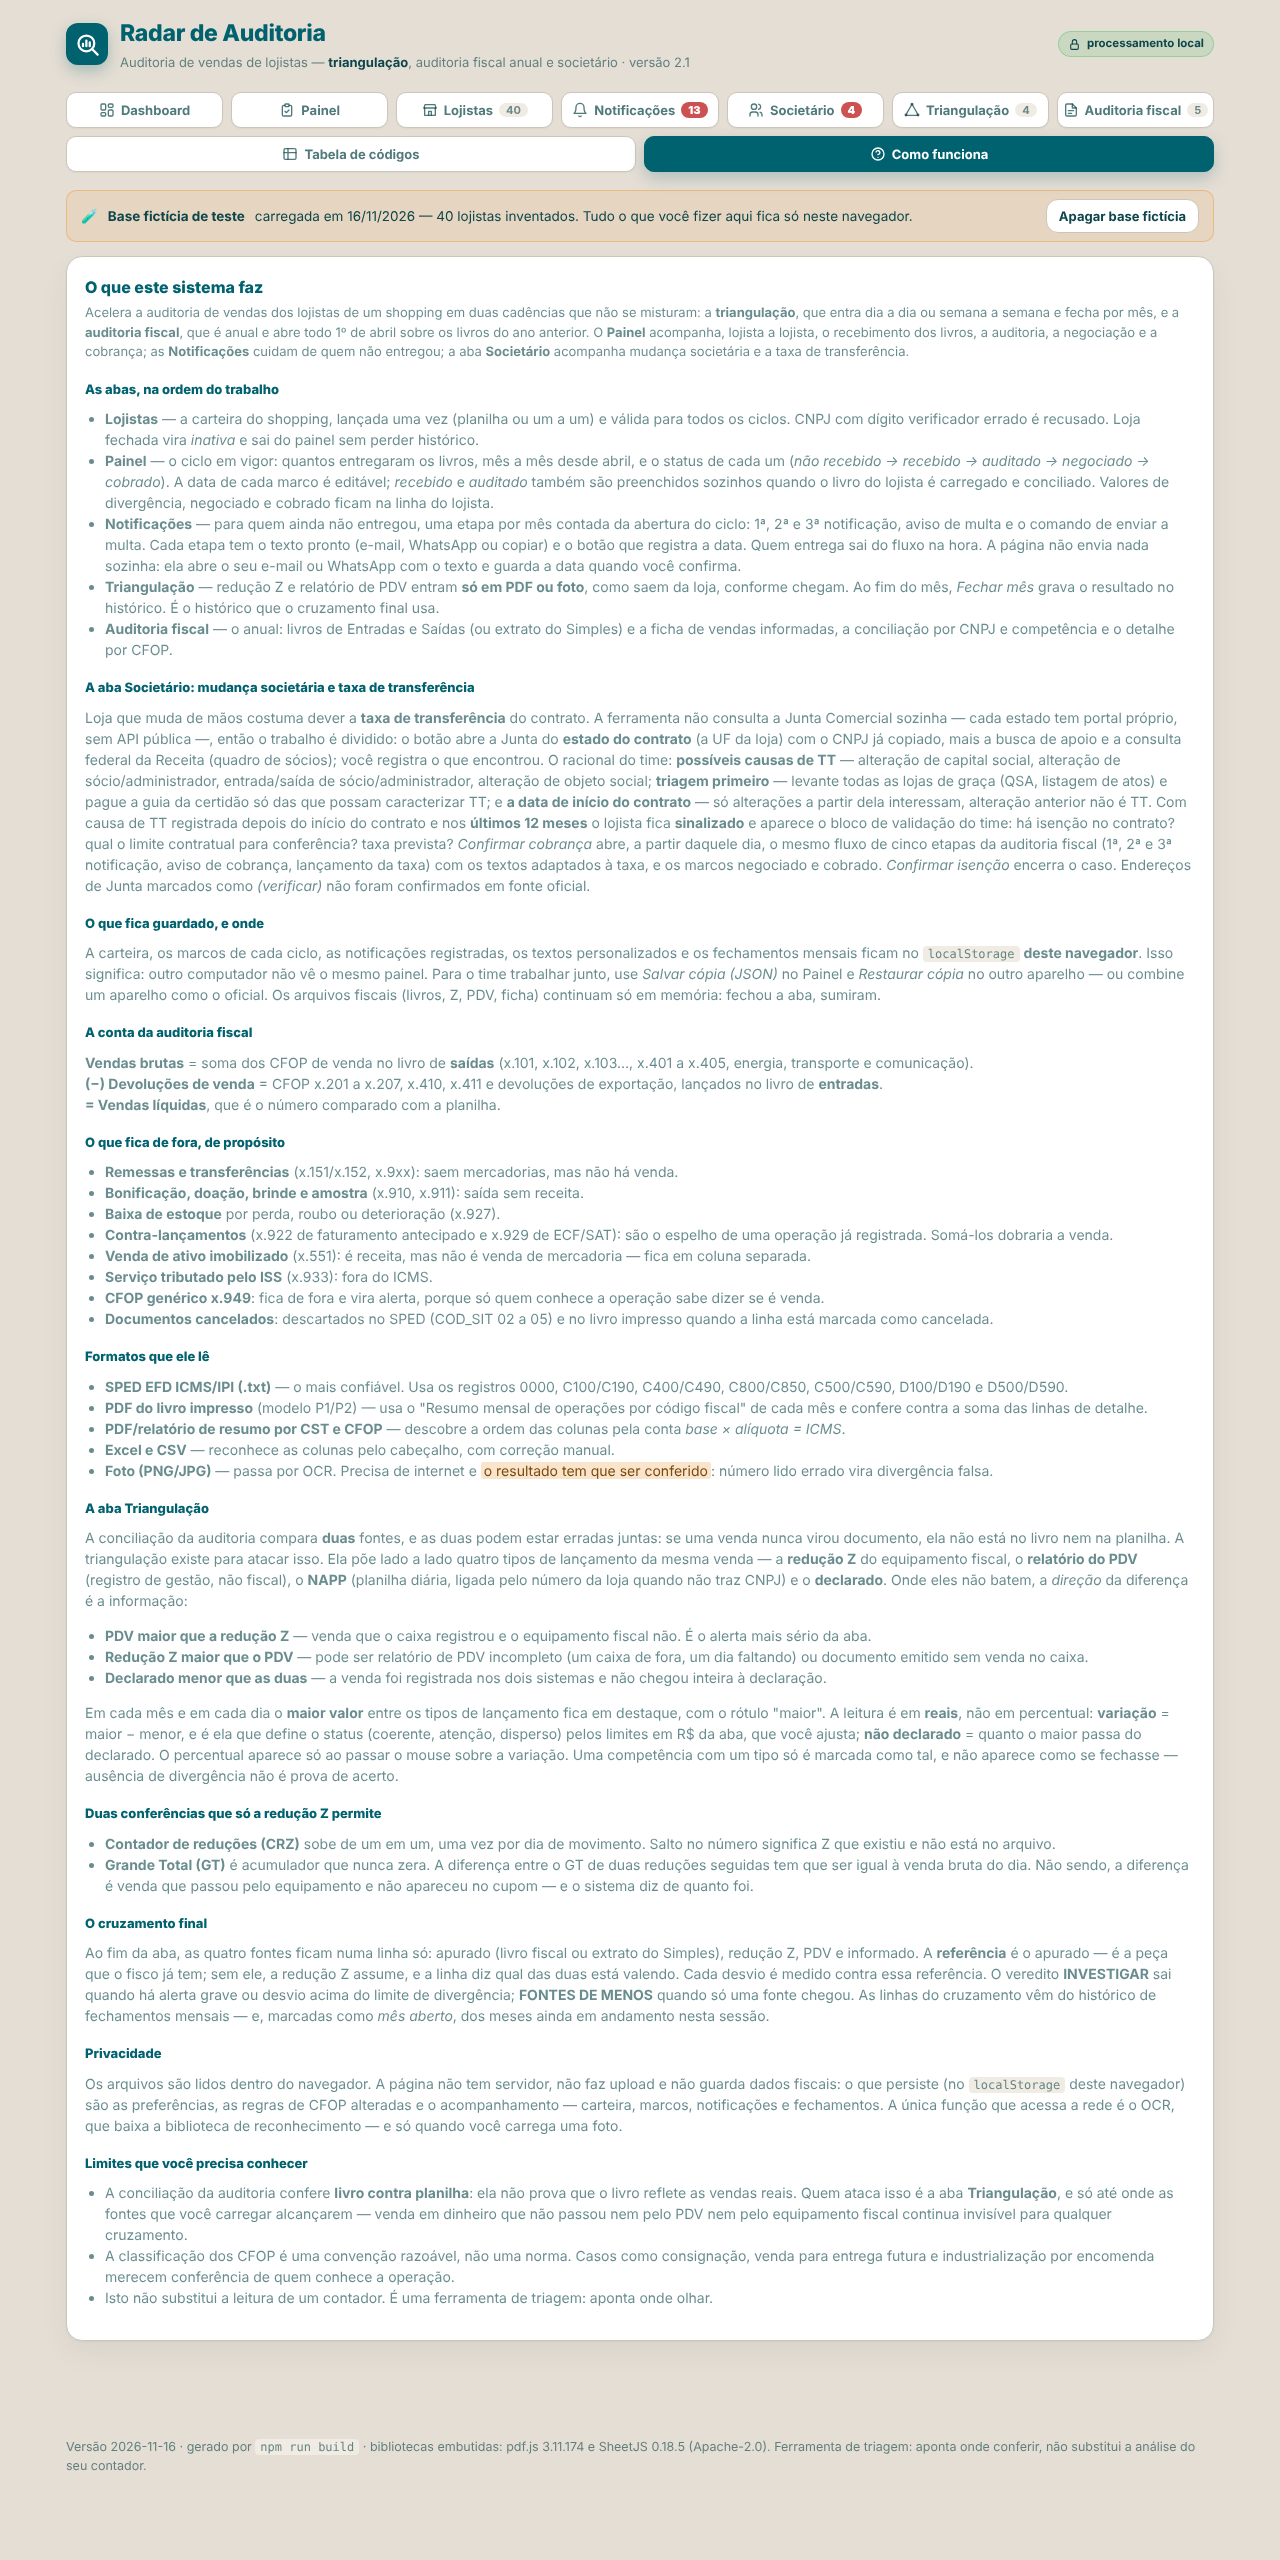 Radar de Auditoria
Auditoria de vendas de lojistas — triangulação, auditoria fiscal anual e societário · versão 2.1
processamento local
Dashboard
Painel
Lojistas 40
Notificações 13
Societário 4
Triangulação 4
Auditoria fiscal 5
Tabela de códigos
Como funciona
Base fictícia de teste carregada em 16/11/2026 — 40 lojistas inventados. Tudo o que você fizer aqui fica só neste navegador.
Apagar base fictícia
O que este sistema faz
Acelera a auditoria de vendas dos lojistas de um shopping em duas cadências que não se misturam: a triangulação, que entra dia a dia ou semana a semana e fecha por mês, e a
auditoria fiscal, que é anual e abre todo 1º de abril sobre os livros do ano anterior. O Painel acompanha, lojista a lojista, o recebimento dos livros, a auditoria, a negociação e a
cobrança; as Notificações cuidam de quem não entregou; a aba Societário acompanha mudança societária e a taxa de transferência.
As abas, na ordem do trabalho
• Lojistas — a carteira do shopping, lançada uma vez (planilha ou um a um) e válida para todos os ciclos. CNPJ com dígito verificador errado é recusado. Loja
fechada vira inativa e sai do painel sem perder histórico.
• Painel — o ciclo em vigor: quantos entregaram os livros, mês a mês desde abril, e o status de cada um (não recebido → recebido → auditado → negociado →
cobrado). A data de cada marco é editável; recebido e auditado também são preenchidos sozinhos quando o livro do lojista é carregado e conciliado. Valores de
divergência, negociado e cobrado ficam na linha do lojista.
• Notificações — para quem ainda não entregou, uma etapa por mês contada da abertura do ciclo: 1ª, 2ª e 3ª notificação, aviso de multa e o comando de enviar a
multa. Cada etapa tem o texto pronto (e-mail, WhatsApp ou copiar) e o botão que registra a data. Quem entrega sai do fluxo na hora. A página não envia nada
sozinha: ela abre o seu e-mail ou WhatsApp com o texto e guarda a data quando você confirma.
• Triangulação — redução Z e relatório de PDV entram só em PDF ou foto, como saem da loja, conforme chegam. Ao fim do mês, Fechar mês grava o resultado no
histórico. É o histórico que o cruzamento final usa.
• Auditoria fiscal — o anual: livros de Entradas e Saídas (ou extrato do Simples) e a ficha de vendas informadas, a conciliação por CNPJ e competência e o detalhe
por CFOP.
A aba Societário: mudança societária e taxa de transferência
Loja que muda de mãos costuma dever a taxa de transferência do contrato. A ferramenta não consulta a Junta Comercial sozinha — cada estado tem portal próprio,
sem API pública —, então o trabalho é dividido: o botão abre a Junta do estado do contrato (a UF da loja) com o CNPJ já copiado, mais a busca de apoio e a consulta
federal da Receita (quadro de sócios); você registra o que encontrou. O racional do time: possíveis causas de TT — alteração de capital social, alteração de
sócio/administrador, entrada/saída de sócio/administrador, alteração de objeto social; triagem primeiro — levante todas as lojas de graça (QSA, listagem de atos) e
pague a guia da certidão só das que possam caracterizar TT; e a data de início do contrato — só alterações a partir dela interessam, alteração anterior não é TT. Com
causa de TT registrada depois do início do contrato e nos últimos 12 meses o lojista fica sinalizado e aparece o bloco de validação do time: há isenção no contrato?
qual o limite contratual para conferência? taxa prevista? Confirmar cobrança abre, a partir daquele dia, o mesmo fluxo de cinco etapas da auditoria fiscal (1ª, 2ª e 3ª
notificação, aviso de cobrança, lançamento da taxa) com os textos adaptados à taxa, e os marcos negociado e cobrado. Confirmar isenção encerra o caso. Endereços
de Junta marcados como (verificar) não foram confirmados em fonte oficial.
O que fica guardado, e onde
A carteira, os marcos de cada ciclo, as notificações registradas, os textos personalizados e os fechamentos mensais ficam no localStorage deste navegador. Isso
significa: outro computador não vê o mesmo painel. Para o time trabalhar junto, use Salvar cópia (JSON) no Painel e Restaurar cópia no outro aparelho — ou combine
um aparelho como o oficial. Os arquivos fiscais (livros, Z, PDV, ficha) continuam só em memória: fechou a aba, sumiram.
A conta da auditoria fiscal
Vendas brutas = soma dos CFOP de venda no livro de saídas (x.101, x.102, x.103..., x.401 a x.405, energia, transporte e comunicação).
(−) Devoluções de venda = CFOP x.201 a x.207, x.410, x.411 e devoluções de exportação, lançados no livro de entradas.
= Vendas líquidas, que é o número comparado com a planilha.
O que fica de fora, de propósito
• Remessas e transferências (x.151/x.152, x.9xx): saem mercadorias, mas não há venda.
• Bonificação, doação, brinde e amostra (x.910, x.911): saída sem receita.
• Baixa de estoque por perda, roubo ou deterioração (x.927).
• Contra-lançamentos (x.922 de faturamento antecipado e x.929 de ECF/SAT): são o espelho de uma operação já registrada. Somá-los dobraria a venda.
• Venda de ativo imobilizado (x.551): é receita, mas não é venda de mercadoria — fica em coluna separada.
• Serviço tributado pelo ISS (x.933): fora do ICMS.
• CFOP genérico x.949: fica de fora e vira alerta, porque só quem conhece a operação sabe dizer se é venda.
• Documentos cancelados: descartados no SPED (COD_SIT 02 a 05) e no livro impresso quando a linha está marcada como cancelada.
Formatos que ele lê
• SPED EFD ICMS/IPI (.txt) — o mais confiável. Usa os registros 0000, C100/C190, C400/C490, C800/C850, C500/C590, D100/D190 e D500/D590.
• PDF do livro impresso (modelo P1/P2) — usa o "Resumo mensal de operações por código fiscal" de cada mês e confere contra a soma das linhas de detalhe.
• PDF/relatório de resumo por CST e CFOP — descobre a ordem das colunas pela conta base × alíquota = ICMS.
• Excel e CSV — reconhece as colunas pelo cabeçalho, com correção manual.
• Foto (PNG/JPG) — passa por OCR. Precisa de internet e o resultado tem que ser conferido: número lido errado vira divergência falsa.
A aba Triangulação
A conciliação da auditoria compara duas fontes, e as duas podem estar erradas juntas: se uma venda nunca virou documento, ela não está no livro nem na planilha. A
triangulação existe para atacar isso. Ela põe lado a lado quatro tipos de lançamento da mesma venda — a redução Z do equipamento fiscal, o relatório do PDV
(registro de gestão, não fiscal), o NAPP (planilha diária, ligada pelo número da loja quando não traz CNPJ) e o declarado. Onde eles não batem, a direção da diferença
é a informação:
• PDV maior que a redução Z — venda que o caixa registrou e o equipamento fiscal não. É o alerta mais sério da aba.
• Redução Z maior que o PDV — pode ser relatório de PDV incompleto (um caixa de fora, um dia faltando) ou documento emitido sem venda no caixa.
• Declarado menor que as duas — a venda foi registrada nos dois sistemas e não chegou inteira à declaração.
Em cada mês e em cada dia o maior valor entre os tipos de lançamento fica em destaque, com o rótulo "maior". A leitura é em reais, não em percentual: variação =
maior − menor, e é ela que define o status (coerente, atenção, disperso) pelos limites em R$ da aba, que você ajusta; não declarado = quanto o maior passa do
declarado. O percentual aparece só ao passar o mouse sobre a variação. Uma competência com um tipo só é marcada como tal, e não aparece como se fechasse —
ausência de divergência não é prova de acerto.
Duas conferências que só a redução Z permite
• Contador de reduções (CRZ) sobe de um em um, uma vez por dia de movimento. Salto no número significa Z que existiu e não está no arquivo.
• Grande Total (GT) é acumulador que nunca zera. A diferença entre o GT de duas reduções seguidas tem que ser igual à venda bruta do dia. Não sendo, a diferença
é venda que passou pelo equipamento e não apareceu no cupom — e o sistema diz de quanto foi.
O cruzamento final
Ao fim da aba, as quatro fontes ficam numa linha só: apurado (livro fiscal ou extrato do Simples), redução Z, PDV e informado. A referência é o apurado — é a peça
que o fisco já tem; sem ele, a redução Z assume, e a linha diz qual das duas está valendo. Cada desvio é medido contra essa referência. O veredito INVESTIGAR sai
quando há alerta grave ou desvio acima do limite de divergência; FONTES DE MENOS quando só uma fonte chegou. As linhas do cruzamento vêm do histórico de
fechamentos mensais — e, marcadas como mês aberto, dos meses ainda em andamento nesta sessão.
Privacidade
Os arquivos são lidos dentro do navegador. A página não tem servidor, não faz upload e não guarda dados fiscais: o que persiste (no localStorage deste navegador)
são as preferências, as regras de CFOP alteradas e o acompanhamento — carteira, marcos, notificações e fechamentos. A única função que acessa a rede é o OCR,
que baixa a biblioteca de reconhecimento — e só quando você carrega uma foto.
Limites que você precisa conhecer
• A conciliação da auditoria confere livro contra planilha: ela não prova que o livro reflete as vendas reais. Quem ataca isso é a aba Triangulação, e só até onde as
fontes que você carregar alcançarem — venda em dinheiro que não passou nem pelo PDV nem pelo equipamento fiscal continua invisível para qualquer
cruzamento.
• A classificação dos CFOP é uma convenção razoável, não uma norma. Casos como consignação, venda para entrega futura e industrialização por encomenda
merecem conferência de quem conhece a operação.
• Isto não substitui a leitura de um contador. É uma ferramenta de triagem: aponta onde olhar.
Versão 2026-11-16 · gerado por npm run build · bibliotecas embutidas: pdf.js 3.11.174 e SheetJS 0.18.5 (Apache-2.0). Ferramenta de triagem: aponta onde conferir, não substitui a análise do
seu contador.